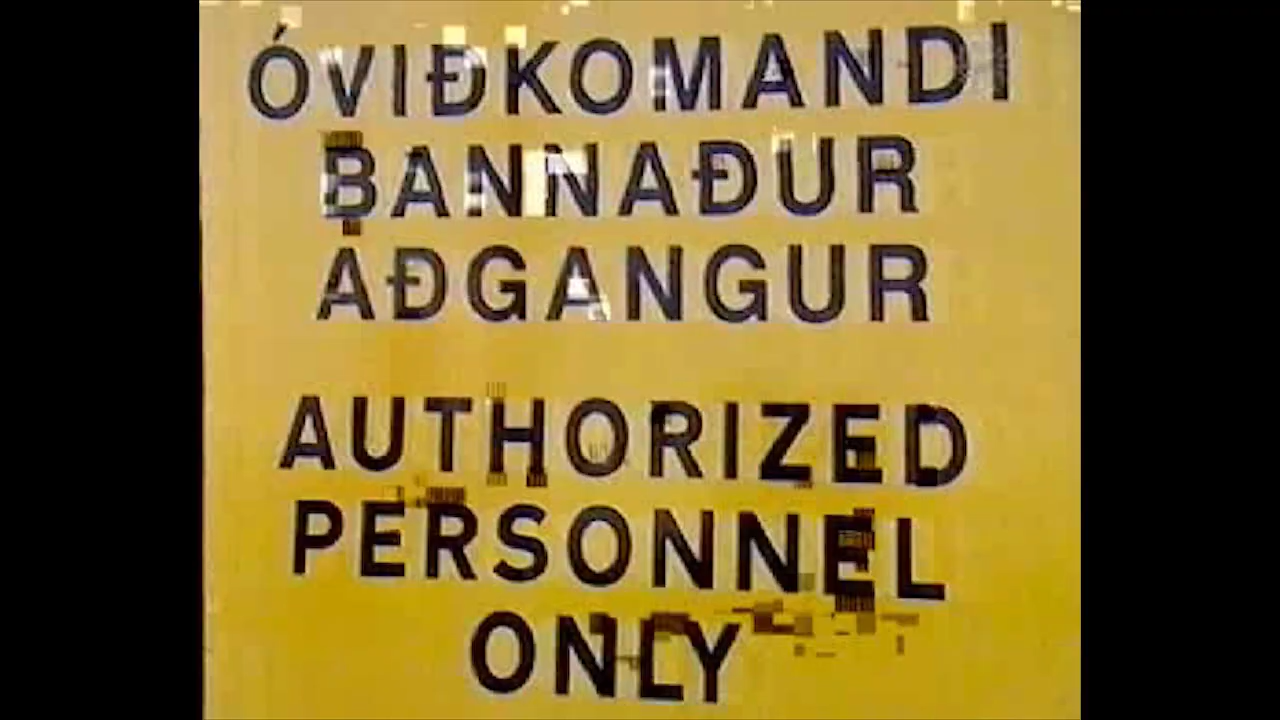 ÓVIÐKOMANDI
BANNAÐUR
AÐGANGUR
AUTHORIZED
PERSONNEL
ONLY